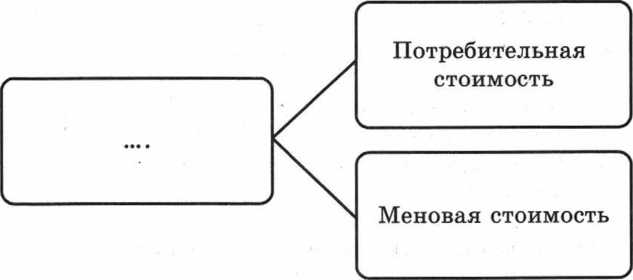 Потребительная
стоимость
....
Меновая стоимость